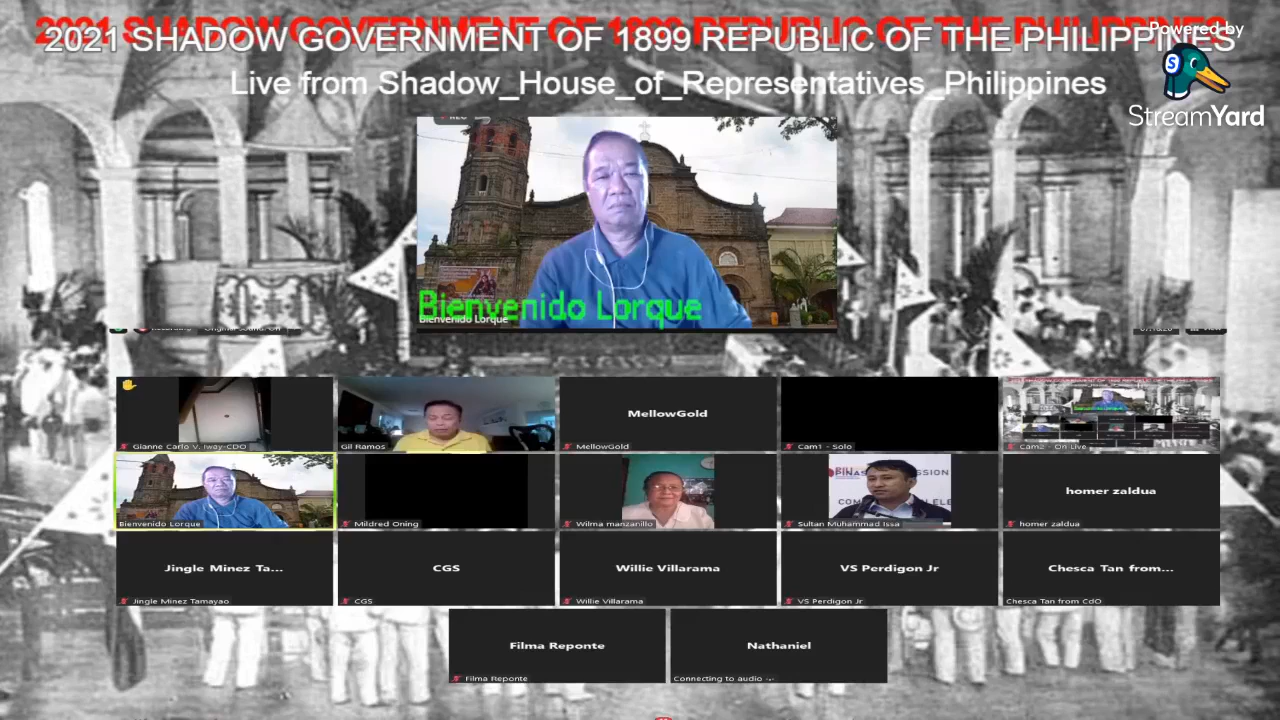 2021 SHADOW GOVERNMENT OF 1899 REPUBLIC OF THE PHILIPPINES
Powered by
StreamYard
Live from Shadow_House_of_Representatives_Philippines
Bienvenido Lorque
Bienvenido Lorque
Gianne Carlo V. Iway-CDO
Gil Ramos
MellowGold
MellowGold
Cam1 - Solo
Cam2 - On Live
Bienvenido Lorque
Mildred Oning
Wilma manzanillo
Sultan Muhammad Issa
homer zaldua
homer zaldua
Jingle Minez Ta...
Jingle Minez Tamayao
CGS
CGS
Willie Villarama
Willie Villarama
VS Perdigon Jr
VS Perdigon Jr
Chesca Tan from...
Chesca Tan from CdO
Filma Reponte
Filma Reponte
Nathaniel
Connecting to audio